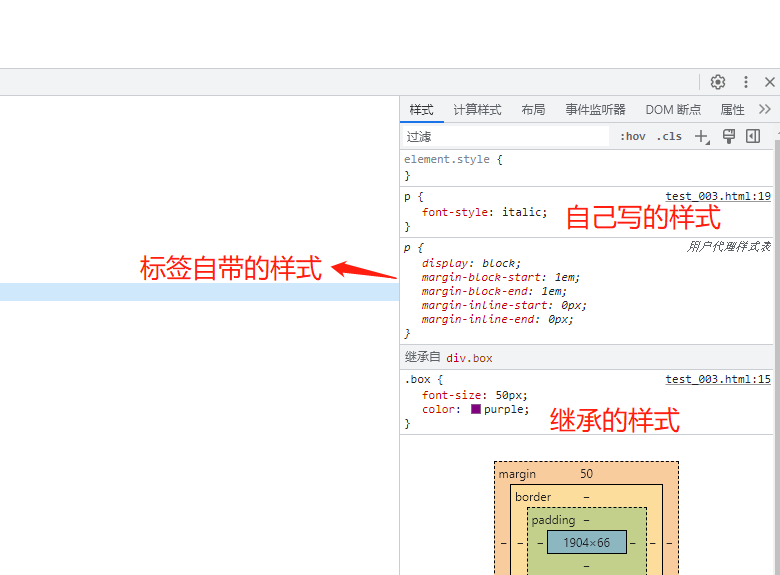 样式 计算样式 布局 事件监听器 DOM 断点 属性
过滤 :hov .cls
element.style {
}
p { test_003.html:19
font-style: italic; 自己写的样式
}
p { 用户代理样式表
标签自带的样式 display: block;
margin-block-start: 1em;
margin-block-end: 1em;
margin-inline-start: 0px;
margin-inline-end: 0px;
}
继承自 div.box
.box { test_003.html:15
font-size: 50px;
color: purple; 继承的样式
}
margin 50
border –
padding –
– – – 1904×66 – – –
–